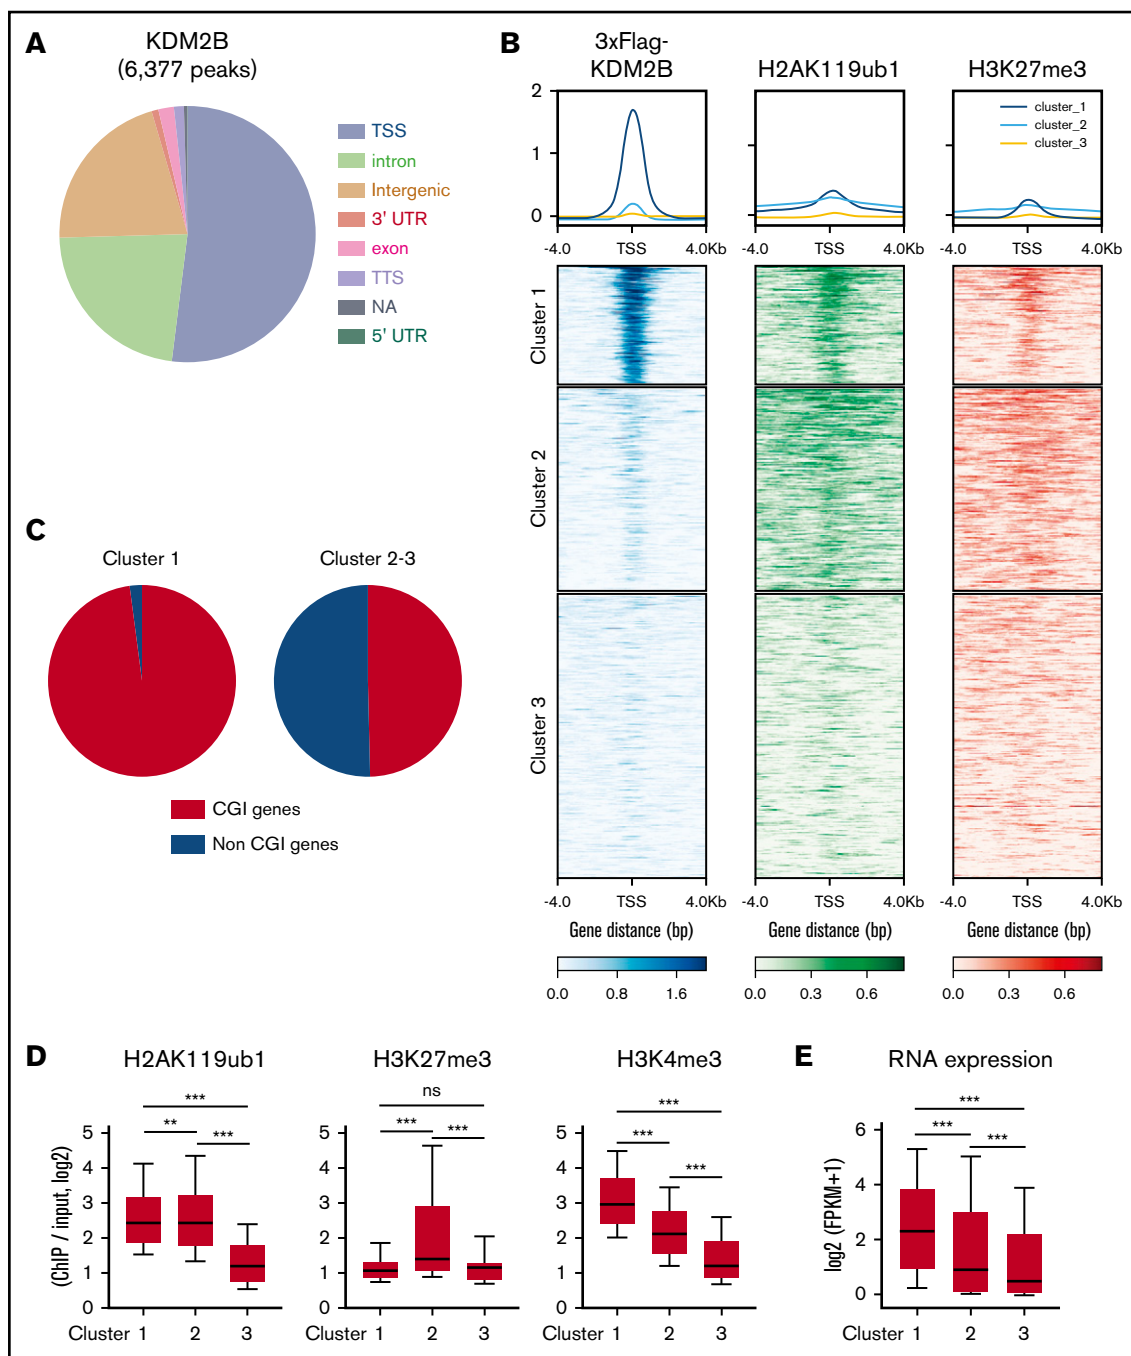 A
KDM2B
(6,377 peaks)
TSS
intron
Intergenic
3' UTR
exon
TTS
NA
5' UTR
B
3xFlag-
KDM2B
H2AK119ub1
H3K27me3
2
1
0
cluster_1
cluster_2
cluster_3
-4.0 TSS 4.0Kb
-4.0 TSS 4.0Kb
-4.0 TSS 4.0Kb
Cluster 1
Cluster 2
Cluster 3
-4.0 TSS 4.0Kb
-4.0 TSS 4.0Kb
-4.0 TSS 4.0Kb
Gene distance (bp)
Gene distance (bp)
Gene distance (bp)
0.0 0.8 1.6
0.0 0.3 0.6
0.0 0.3 0.6
C
Cluster 1
Cluster 2-3
CGI genes
Non CGI genes
D
H2AK119ub1
(ChIP / input, log2)
5
4
3
2
1
0
***
**
***
Cluster 1 2 3
H3K27me3
5
4
3
2
1
0
ns
***
***
Cluster 1 2 3
H3K4me3
5
4
3
2
1
0
***
***
***
Cluster 1 2 3
E
RNA expression
log2 (FPKM+1)
6
4
2
0
***
***
***
Cluster 1 2 3